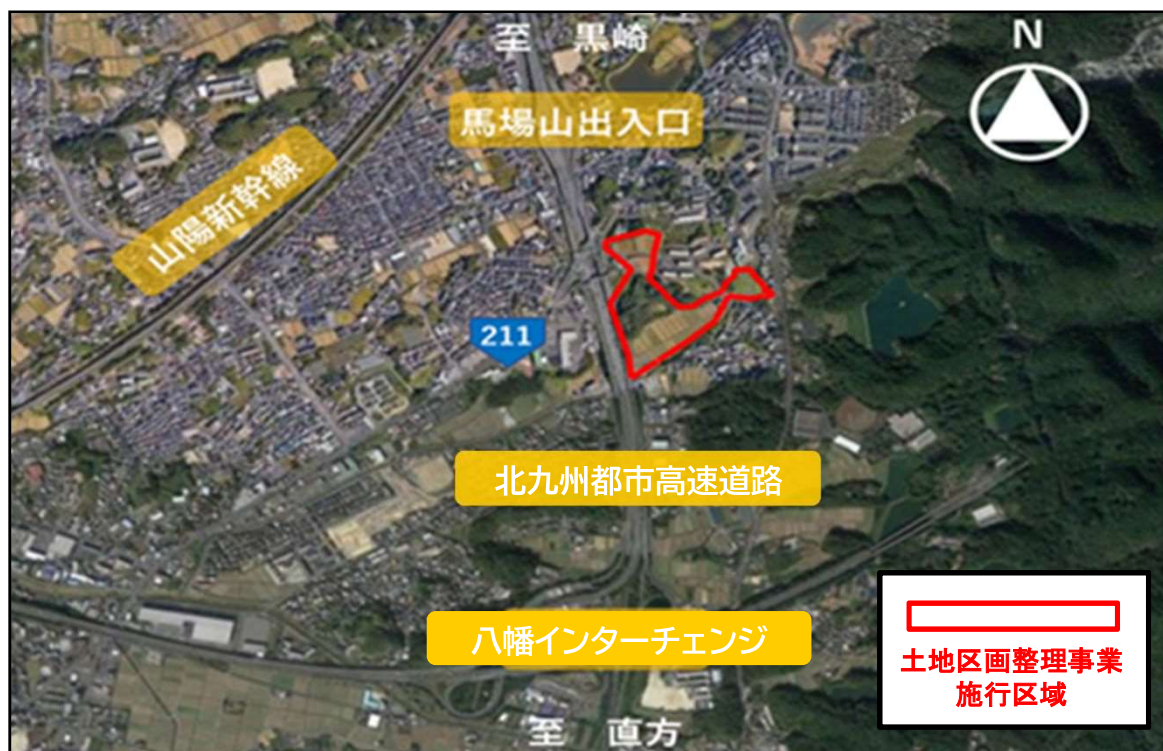 至 黒崎
N
馬場山出入口
山陽新幹線
211
北九州都市高速道路
八幡インターチェンジ
土地区画整理事業
施行区域
至 直方